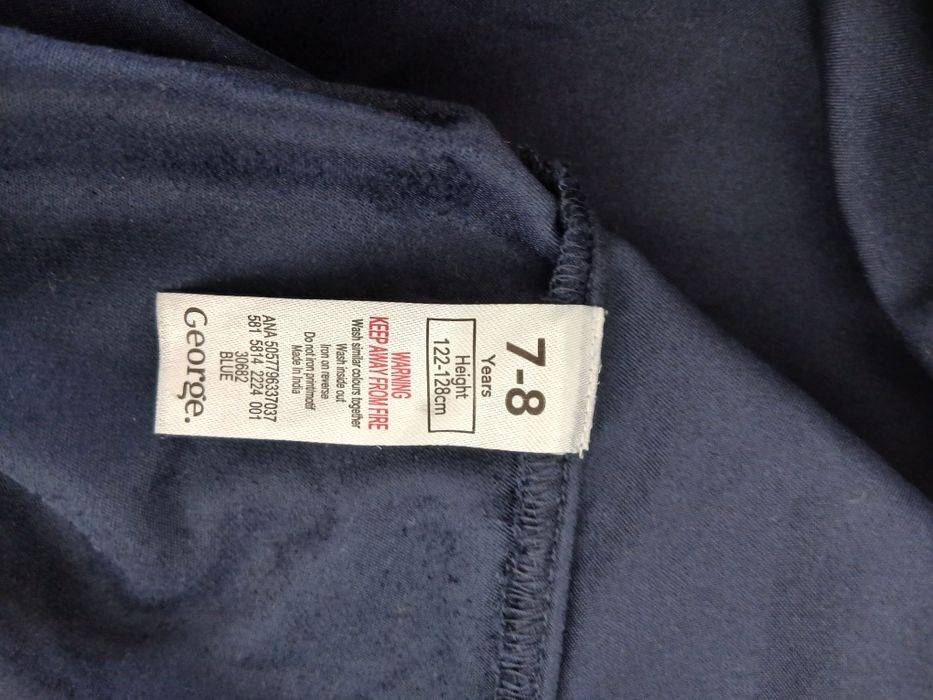 7-8
Years
Height
122-128cm
WARNING
KEEP AWAY FROM FIRE
Wash similar colours together
Wash inside out
Iron on reverse
Do not iron print/motif
Made in India
ANA 5057796337037
581 5814 2224 001
30682
BLUE
George.